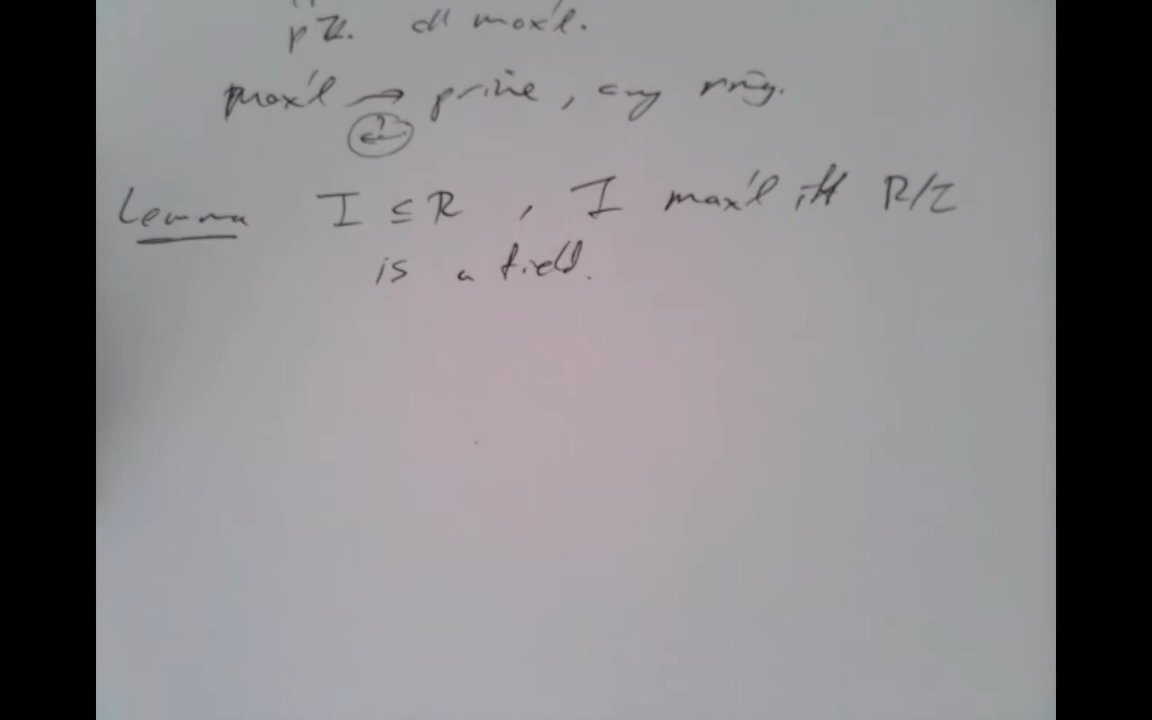 pℤ. all max'l.
max'l → prime, any ring.
←?
Lemma I ≤ R, I max'l iff R/I
is a field.